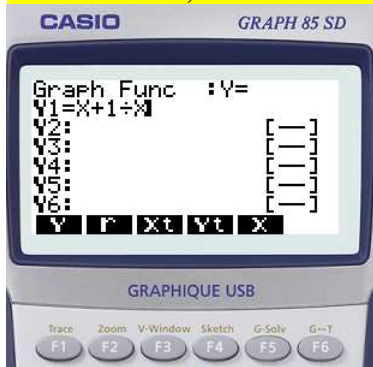 CASIO GRAPH 85 SD
Graph Func :Y=
Y1=X+1÷X
Y2: [—]
Y3: [—]
Y4: [—]
Y5: [—]
Y6: [—]
Y r Xt Yt X
GRAPHIQUE USB
Trace Zoom V-Window Sketch G-Solv G↔T
F1 F2 F3 F4 F5 F6